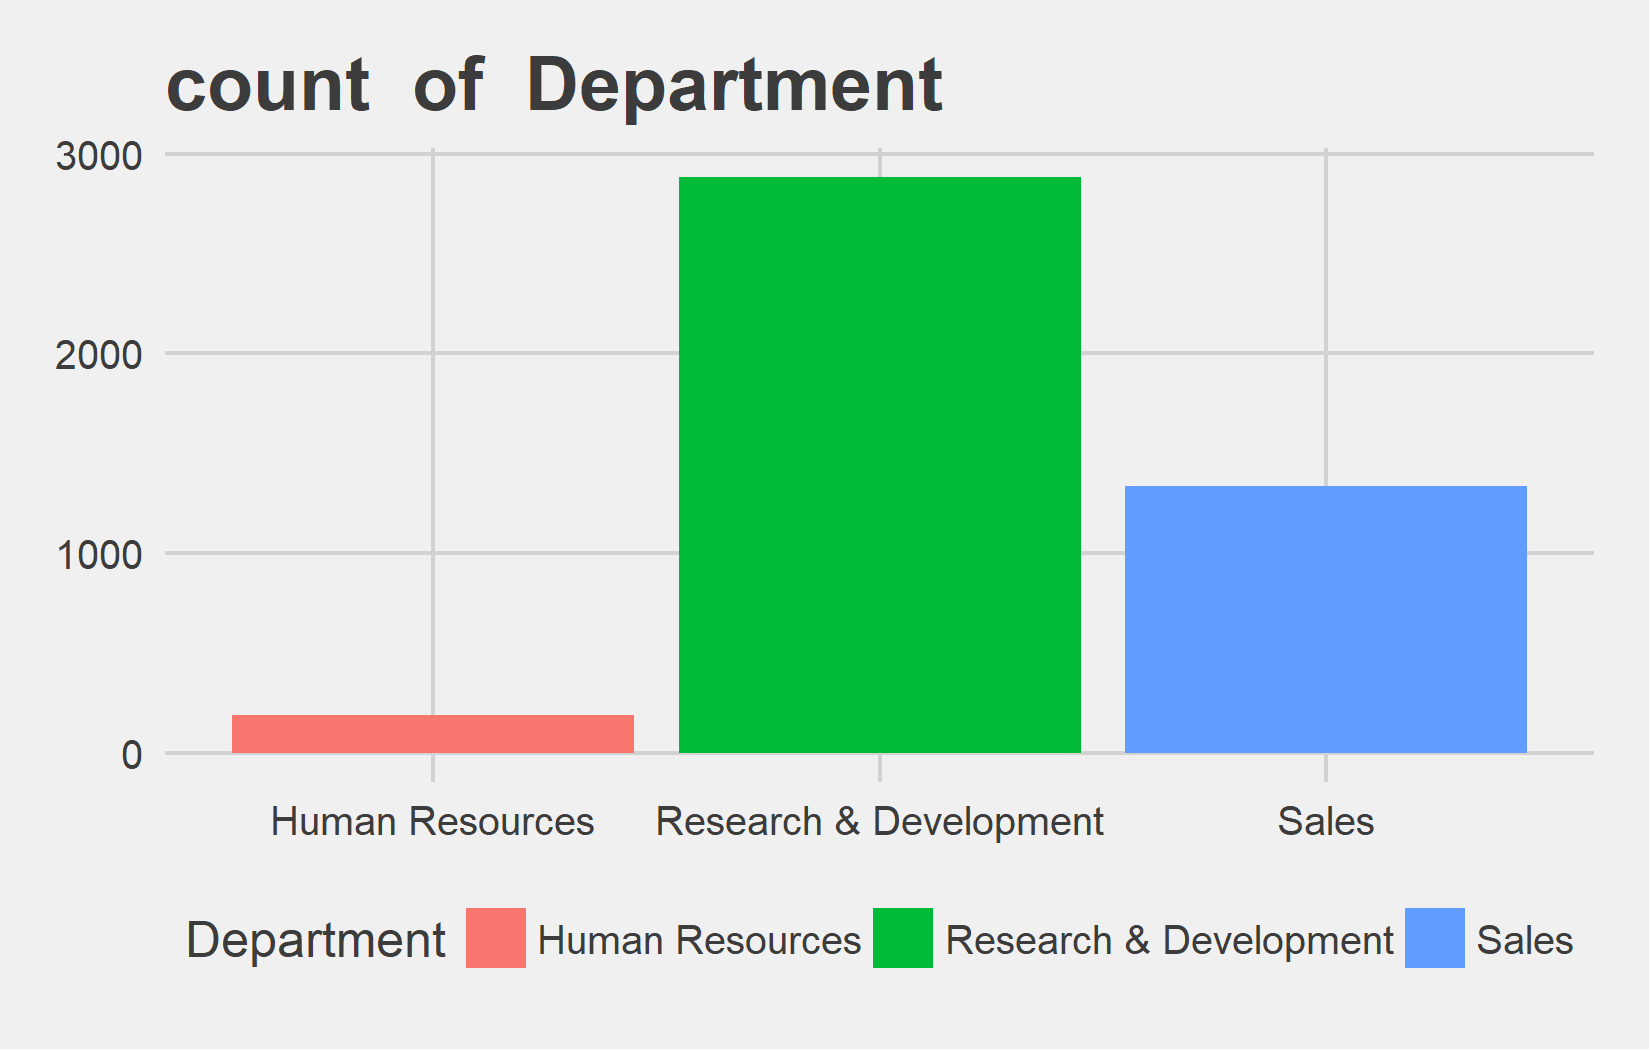 count of Department
3000
2000
1000
0
Human Resources Research & Development Sales
Department Human Resources Research & Development Sales